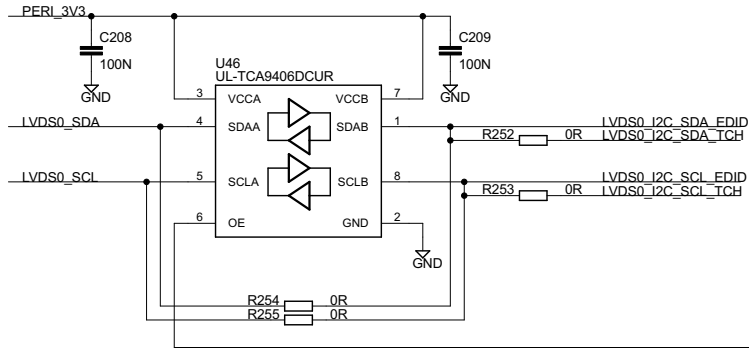 PERI_3V3
C208
100N
GND
C209
100N
GND
U46
UL-TCA9406DCUR
3 VCCA VCCB 7
LVDS0_SDA 4 SDAA SDAB 1 LVDS0_I2C_SDA_EDID
R252 0R LVDS0_I2C_SDA_TCH
LVDS0_SCL 5 SCLA SCLB 8 LVDS0_I2C_SCL_EDID
R253 0R LVDS0_I2C_SCL_TCH
6 OE GND 2
GND
R254 0R
R255 0R